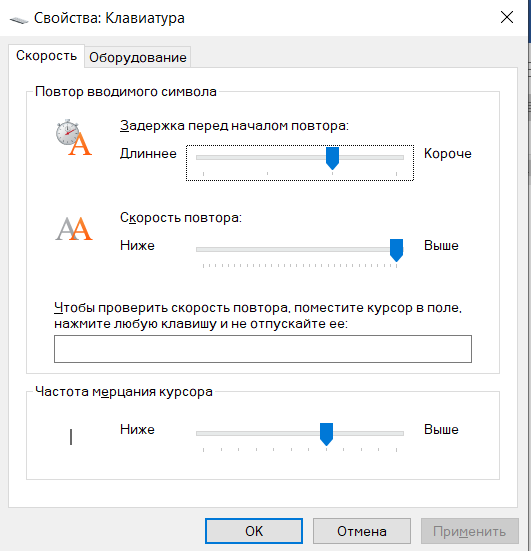 Свойства: Клавиатура
Скорость
Оборудование
Повтор вводимого символа
Задержка перед началом повтора:
Длиннее
Короче
Скорость повтора:
Ниже
Выше
Чтобы проверить скорость повтора, поместите курсор в поле,
нажмите любую клавишу и не отпускайте ее:
Частота мерцания курсора
Ниже
Выше
OK
Отмена
Применить